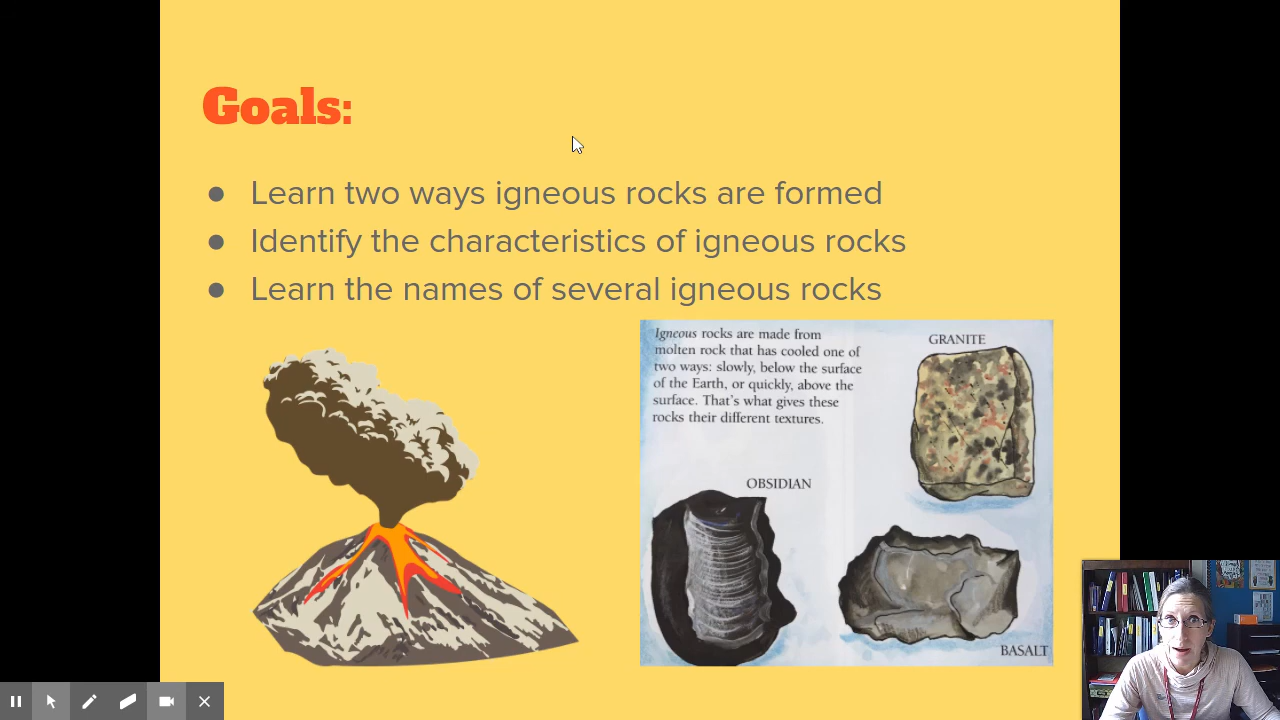 Goals:
● Learn two ways igneous rocks are formed
● Identify the characteristics of igneous rocks
● Learn the names of several igneous rocks
Igneous rocks are made from
molten rock that has cooled one of
two ways: slowly, below the surface
of the Earth, or quickly, above the
surface. That's what gives these
rocks their different textures.
GRANITE
OBSIDIAN
BASALT